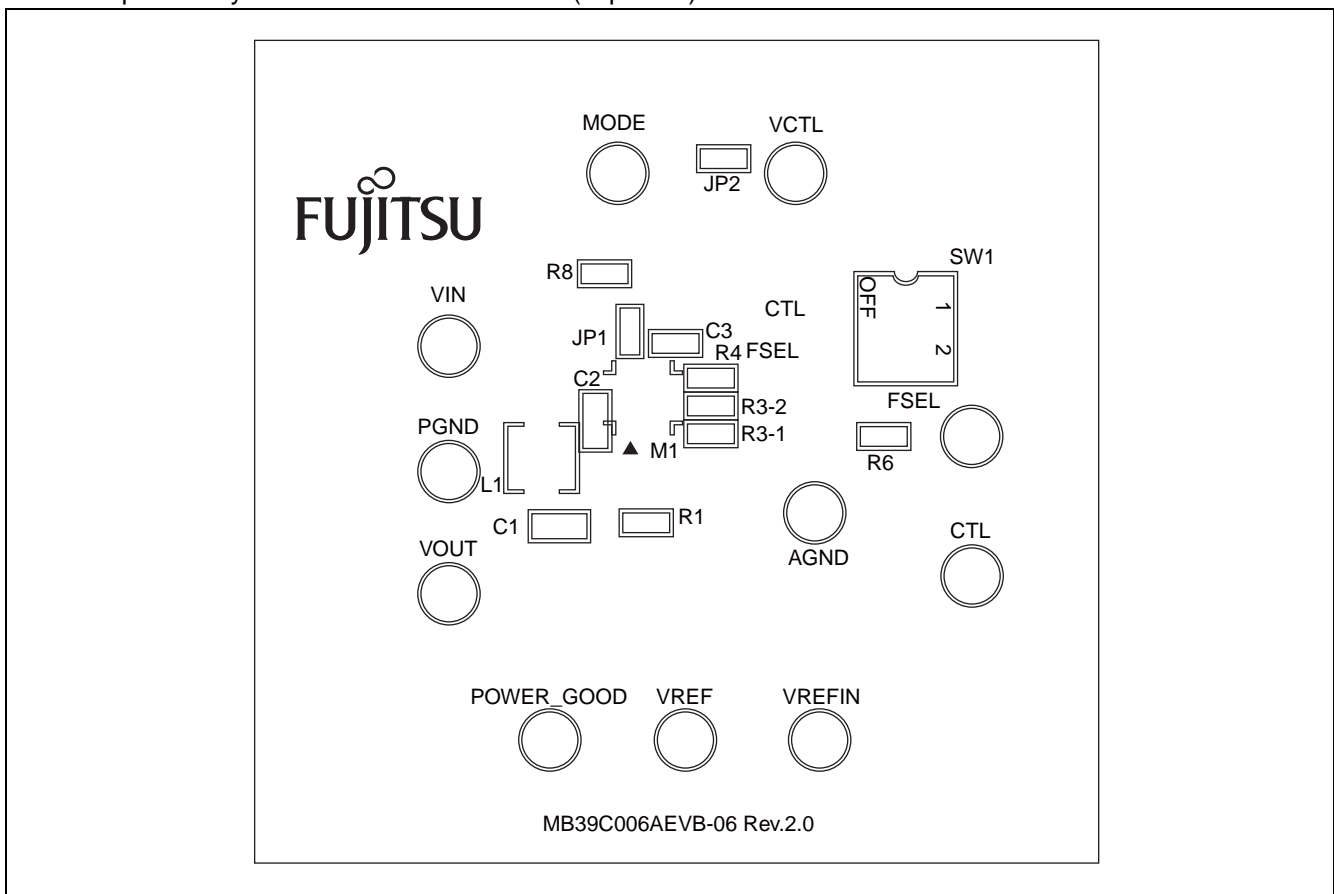 MODE
VCTL
JP2
FUJITSU
SW1
R8
OFF
1
2
VIN
CTL
JP1
C3
R4
FSEL
C2
R3-2
FSEL
PGND
R3-1
M1
R6
L1
C1
R1
CTL
VOUT
AGND
POWER_GOOD
VREF
VREFIN
MB39C006AEVB-06 Rev.2.0